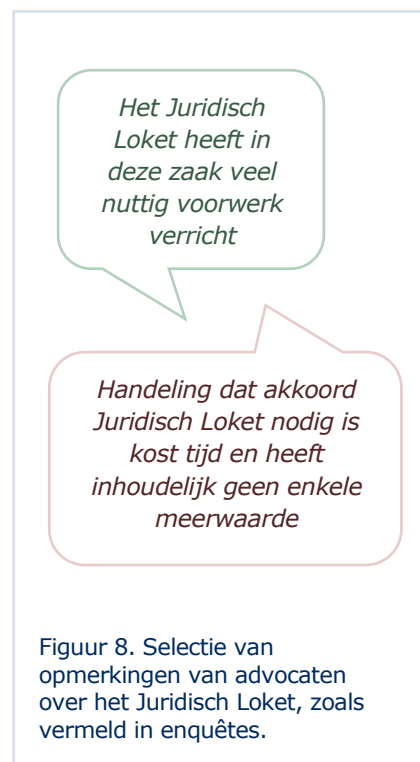 Het Juridisch
Loket heeft in
deze zaak veel
nuttig voorwerk
verricht
Handeling dat akkoord
Juridisch Loket nodig is
kost tijd en heeft
inhoudelijk geen enkele
meerwaarde
Figuur 8. Selectie van
opmerkingen van advocaten
over het Juridisch Loket, zoals
vermeld in enquêtes.